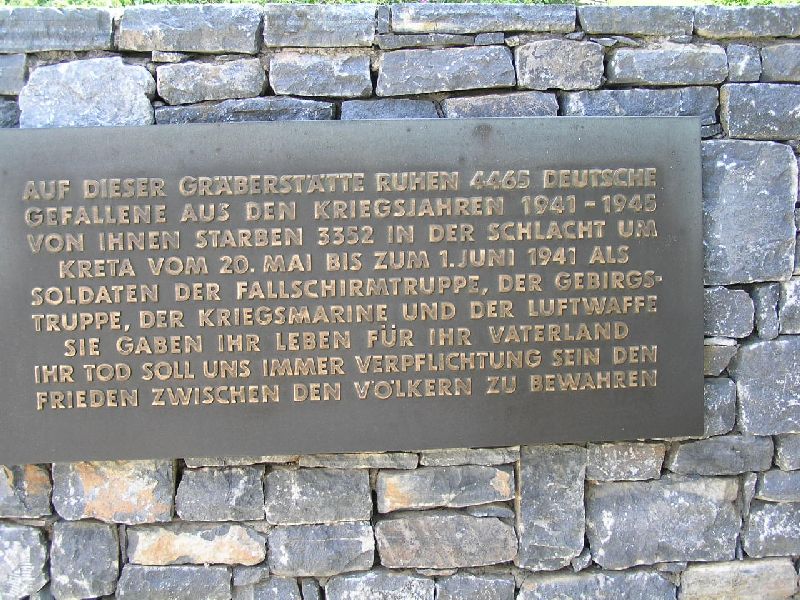 AUF DIESER GRÄBERSTÄTTE RUHEN 4465 DEUTSCHE
GEFALLENE AUS DEN KRIEGSJAHREN 1941 - 1945
VON IHNEN STARBEN 3352 IN DER SCHLACHT UM
KRETA VOM 20. MAI BIS ZUM 1. JUNI 1941 ALS
SOLDATEN DER FALLSCHIRMTRUPPE, DER GEBIRGS-
TRUPPE, DER KRIEGSMARINE UND DER LUFTWAFFE
SIE GABEN IHR LEBEN FÜR IHR VATERLAND
IHR TOD SOLL UNS IMMER VERPFLICHTUNG SEIN DEN
FRIEDEN ZWISCHEN DEN VÖLKERN ZU BEWAHREN